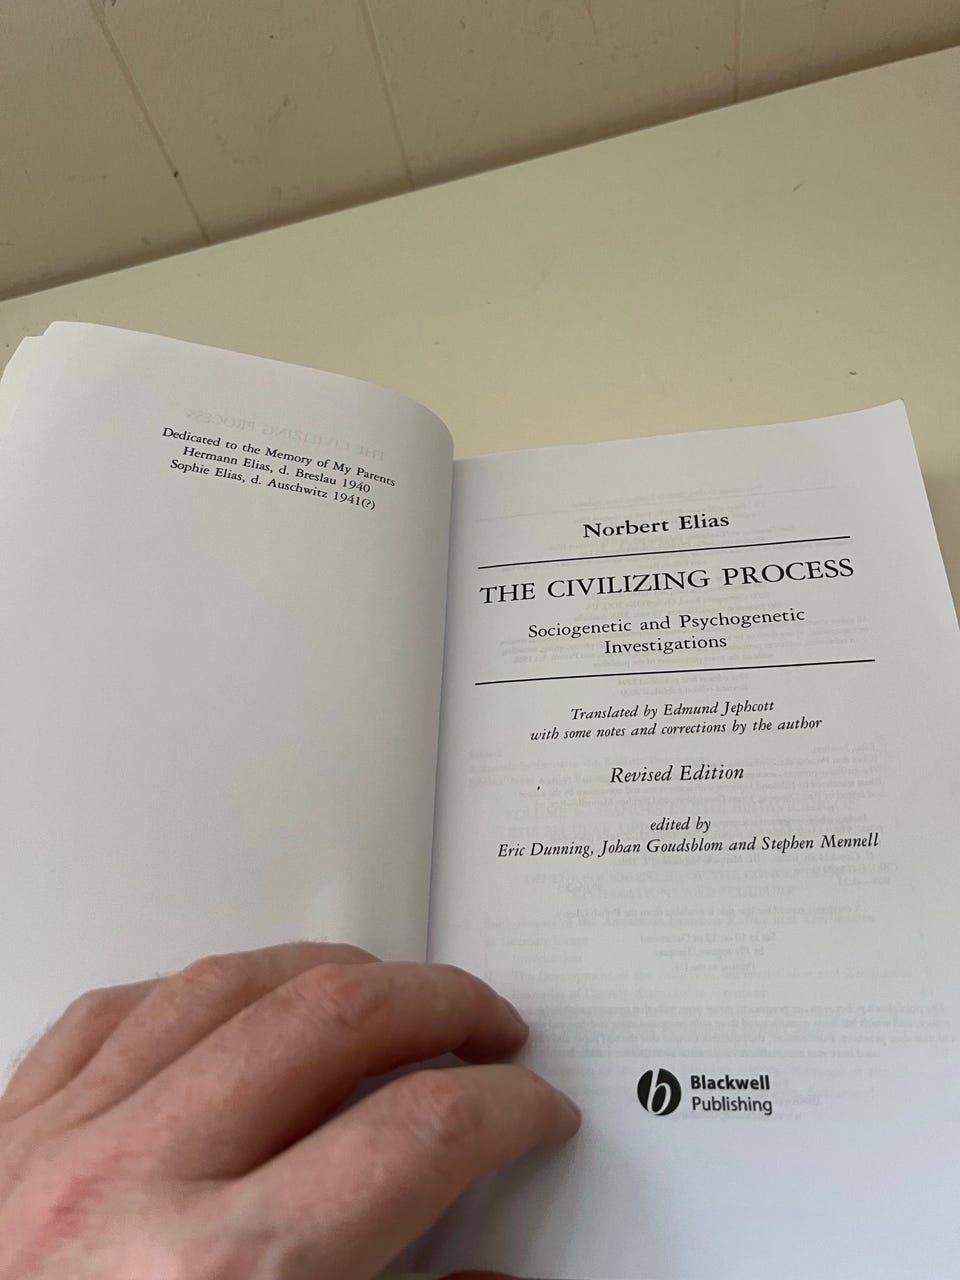 Dedicated to the Memory of My Parents
Hermann Elias, d. Breslau 1940
Sophie Elias, d. Auschwitz 1941(?)
Norbert Elias
THE CIVILIZING PROCESS
Sociogenetic and Psychogenetic
Investigations
Translated by Edmund Jephcott
with some notes and corrections by the author
Revised Edition
edited by
Eric Dunning, Johan Goudsblom and Stephen Mennell
b Blackwell
Publishing